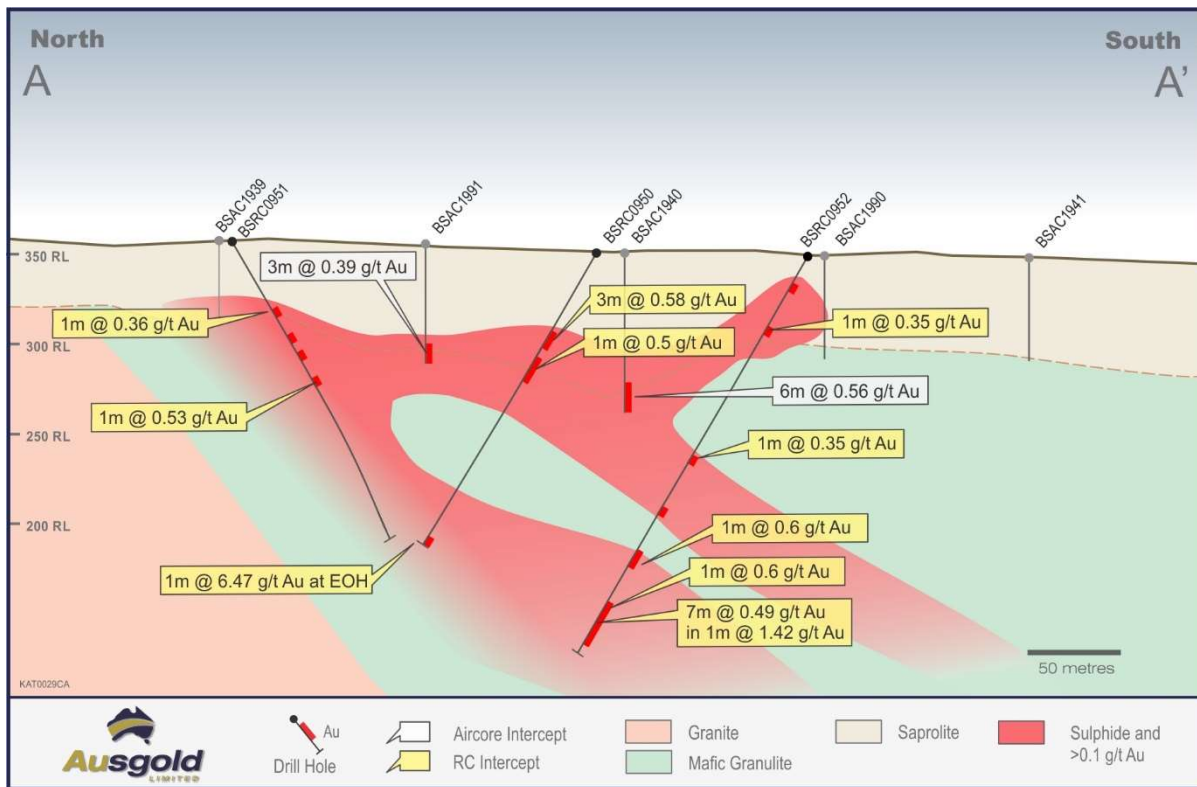 North
South
A
A’
BSAC1939
BSRC0951
BSAC1991
BSRC0950
BSAC1940
BSRC0952
BSAC1990
BSAC1941
350 RL
300 RL
250 RL
200 RL
3m @ 0.39 g/t Au
3m @ 0.58 g/t Au
1m @ 0.36 g/t Au
1m @ 0.5 g/t Au
1m @ 0.35 g/t Au
6m @ 0.56 g/t Au
1m @ 0.53 g/t Au
1m @ 0.35 g/t Au
1m @ 0.6 g/t Au
1m @ 6.47 g/t Au at EOH
1m @ 0.6 g/t Au
7m @ 0.49 g/t Au
in 1m @ 1.42 g/t Au
50 metres
KAT0029CA
Ausgold
LIMITED
Au
Drill Hole
Aircore Intercept
RC Intercept
Granite
Mafic Granulite
Saprolite
Sulphide and
>0.1 g/t Au